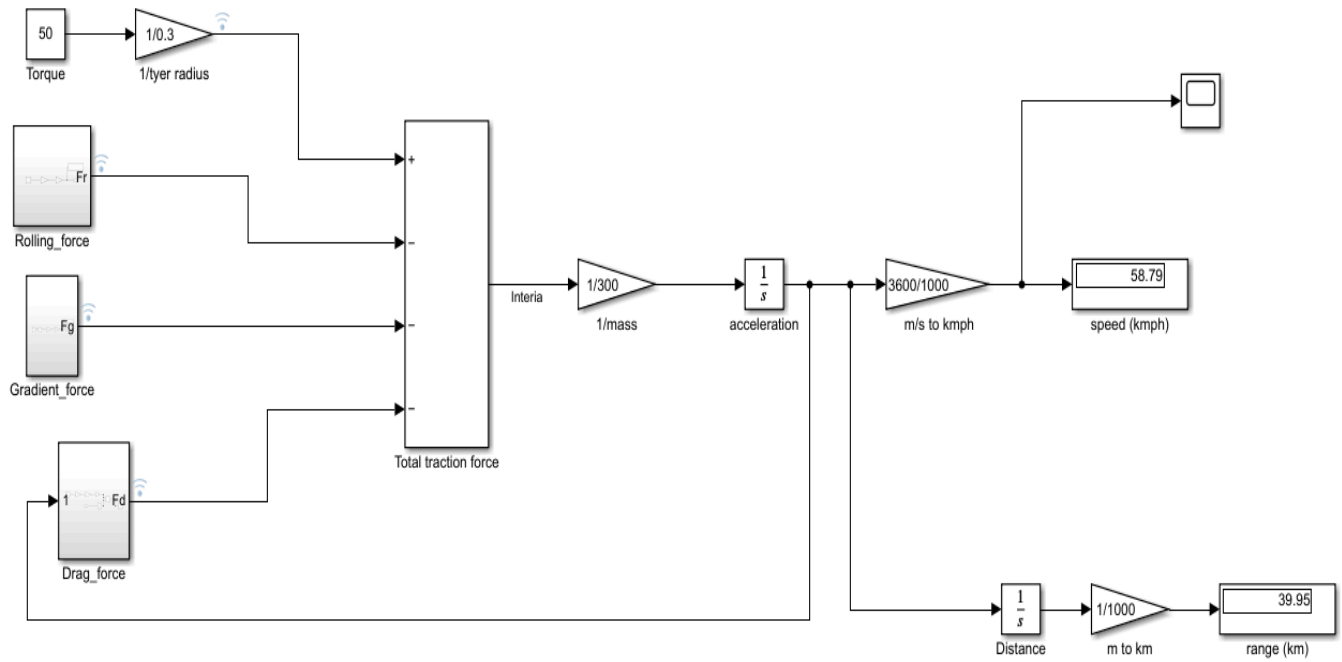 50
Torque
1/0.3
1/tyer radius
Fr
Rolling_force
Fg
Gradient_force
1
Fd
Drag_force
+
−
−
−
Total traction force
Interia
1/300
1/mass
1
s
acceleration
3600/1000
m/s to kmph
58.79
speed (kmph)
1
s
Distance
1/1000
m to km
39.95
range (km)